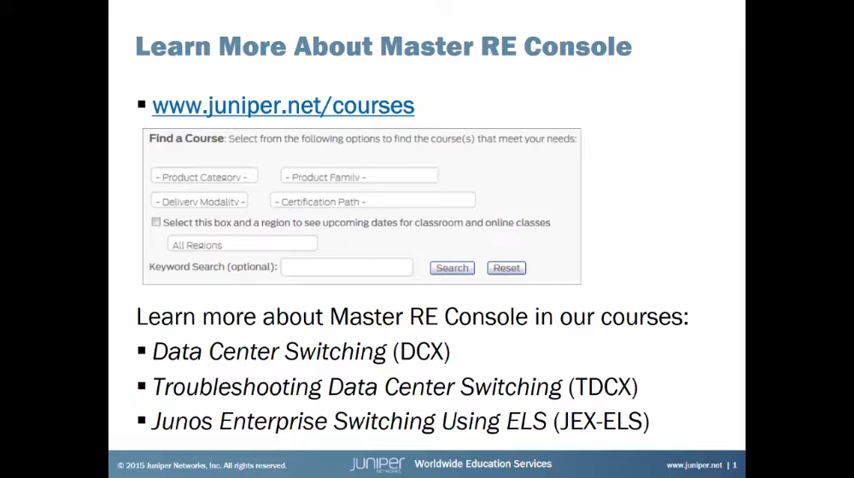 Learn More About Master RE Console
▪ www.juniper.net/courses
Find a Course: Select from the following options to find the course(s) that meet your needs:
- Product Category - - Product Family -
- Delivery Modality - - Certification Path -
Select this box and a region to see upcoming dates for classroom and online classes
All Regions
Keyword Search (optional): Search Reset
Learn more about Master RE Console in our courses:
▪ Data Center Switching (DCX)
▪ Troubleshooting Data Center Switching (TDCX)
▪ Junos Enterprise Switching Using ELS (JEX-ELS)
© 2015 Juniper Networks, Inc. All rights reserved. JUNIPER NETWORKS Worldwide Education Services www.juniper.net | 1